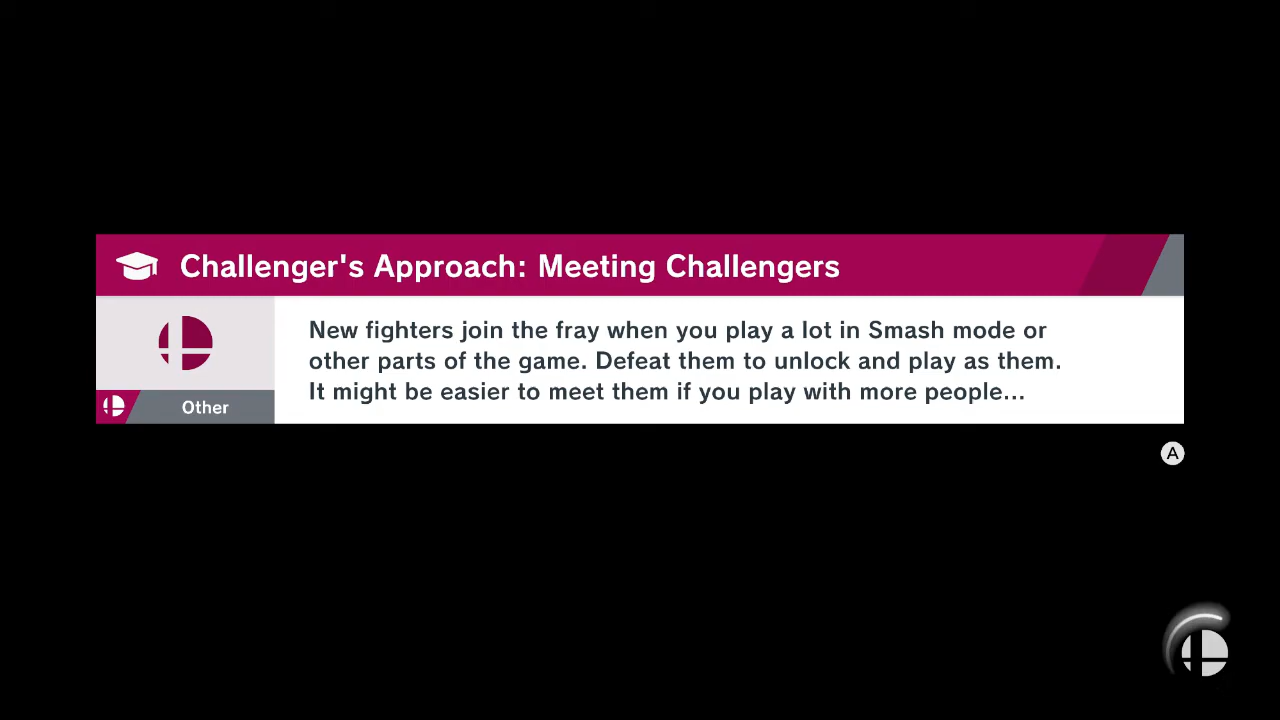 Challenger's Approach: Meeting Challengers
New fighters join the fray when you play a lot in Smash mode or
other parts of the game. Defeat them to unlock and play as them.
It might be easier to meet them if you play with more people...
Other
A